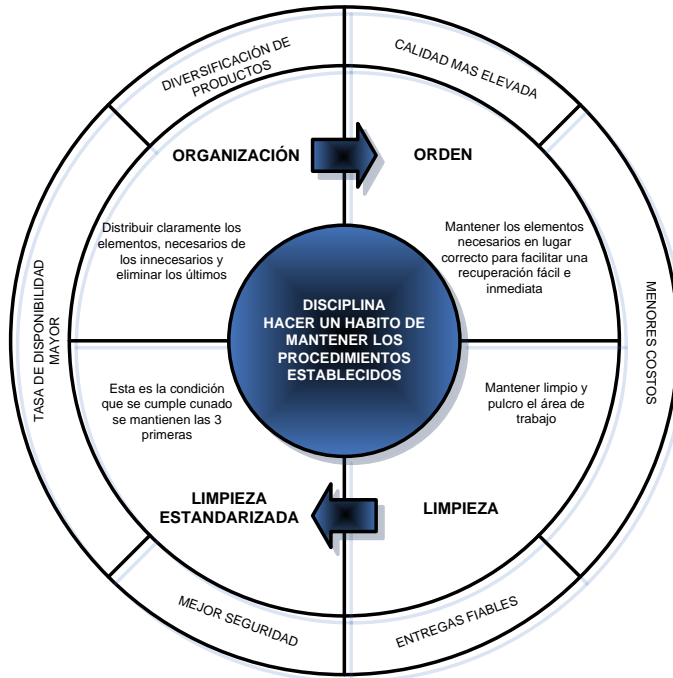 DIVERSIFICACIÓN DE
PRODUCTOS
CALIDAD MAS ELEVADA
ORGANIZACIÓN
ORDEN
Distribuir claramente los
elementos, necesarios de
los innecesarios y
eliminar los últimos
Mantener los elementos
necesarios en lugar
correcto para facilitar una
recuperación fácil e
inmediata
TASA DE DISPONIBILIDAD
MAYOR
DISCIPLINA
HACER UN HABITO DE
MANTENER LOS
PROCEDIMIENTOS
ESTABLECIDOS
MENORES COSTOS
Esta es la condición
que se cumple cunado
se mantienen las 3
primeras
Mantener limpio y
pulcro el área de
trabajo
LIMPIEZA
ESTANDARIZADA
LIMPIEZA
MEJOR SEGURIDAD
ENTREGAS FIABLES